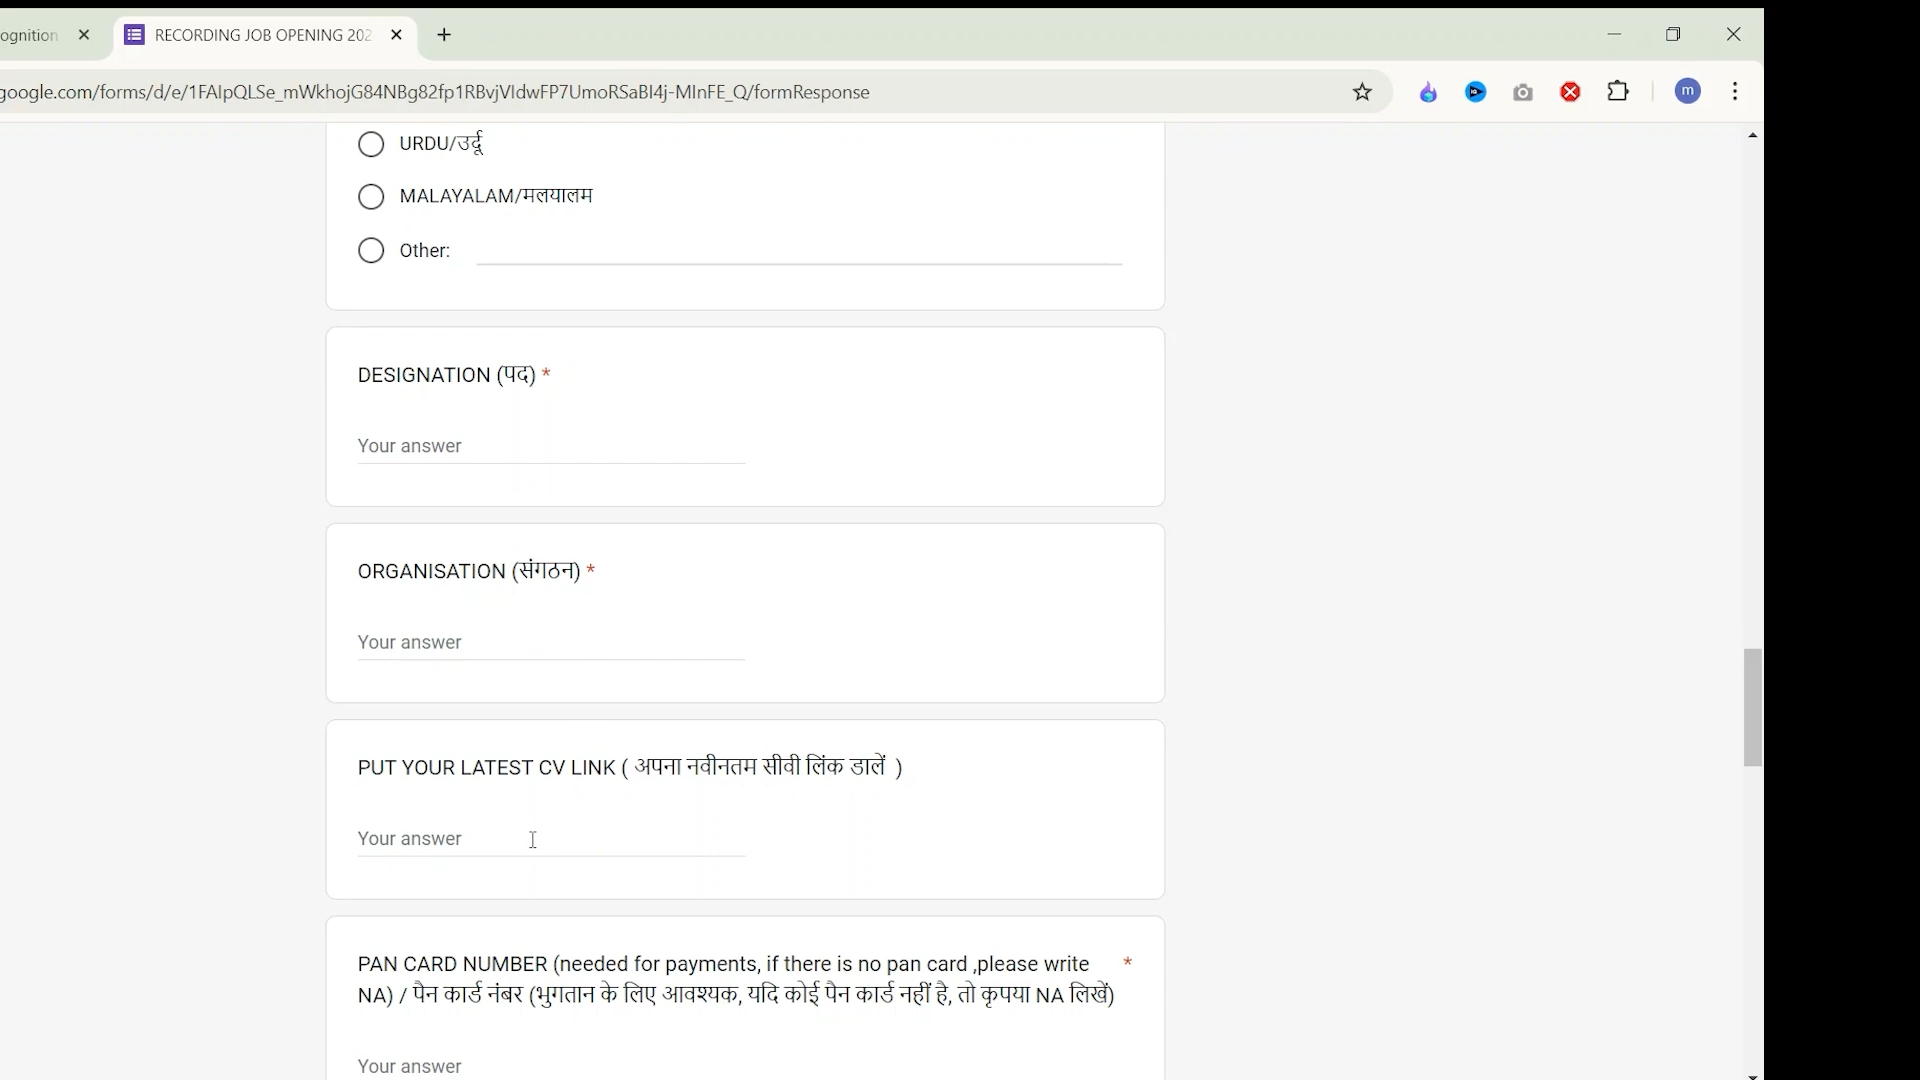 ognition
RECORDING JOB OPENING 202
google.com/forms/d/e/1FAIpQLSe_mWkhojG84NBg82fp1RBvjVIdwFP7UmoRSaBI4j-MInFE_Q/formResponse
m
URDU/उर्दू
MALAYALAM/मलयालम
Other:
DESIGNATION (पद) *
Your answer
ORGANISATION (संगठन) *
Your answer
PUT YOUR LATEST CV LINK ( अपना नवीनतम सीवी लिंक डालें )
Your answer
PAN CARD NUMBER (needed for payments, if there is no pan card ,please write *
NA) / पैन कार्ड नंबर (भुगतान के लिए आवश्यक, यदि कोई पैन कार्ड नहीं है, तो कृपया NA लिखें)
Your answer